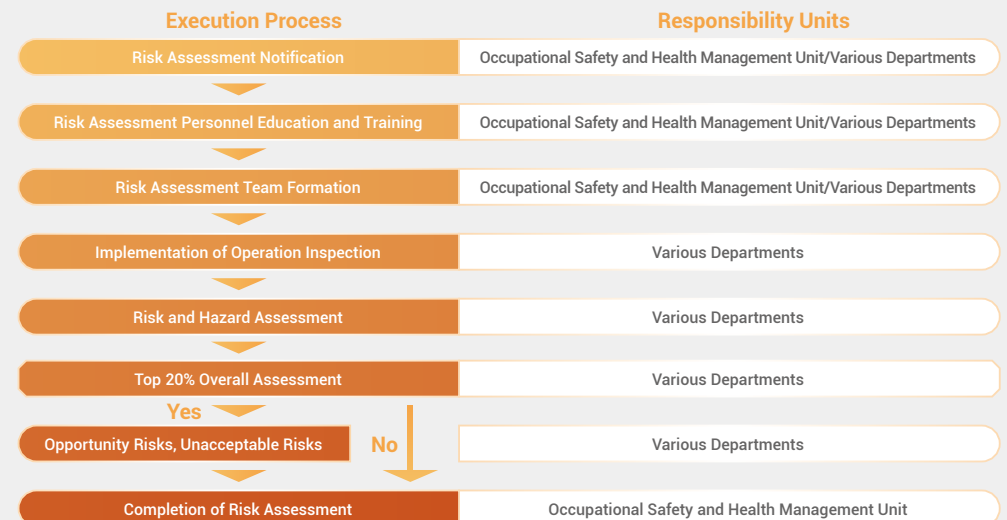 Execution Process Responsibility Units
Risk Assessment Notification Occupational Safety and Health Management Unit/Various Departments
Risk Assessment Personnel Education and Training Occupational Safety and Health Management Unit/Various Departments
Risk Assessment Team Formation Occupational Safety and Health Management Unit/Various Departments
Implementation of Operation Inspection Various Departments
Risk and Hazard Assessment Various Departments
Top 20% Overall Assessment Various Departments
Yes
Opportunity Risks, Unacceptable Risks No Various Departments
Completion of Risk Assessment Occupational Safety and Health Management Unit